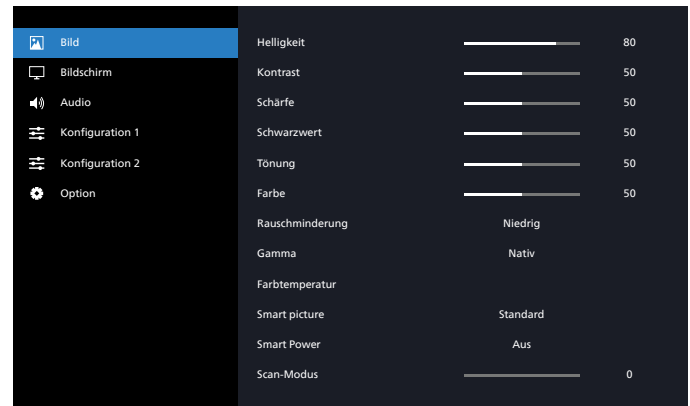 Bild
Bildschirm
Audio
Konfiguration 1
Konfiguration 2
Option
Helligkeit 80
Kontrast 50
Schärfe 50
Schwarzwert 50
Tönung 50
Farbe 50
Rauschminderung Niedrig
Gamma Nativ
Farbtemperatur
Smart picture Standard
Smart Power Aus
Scan-Modus 0